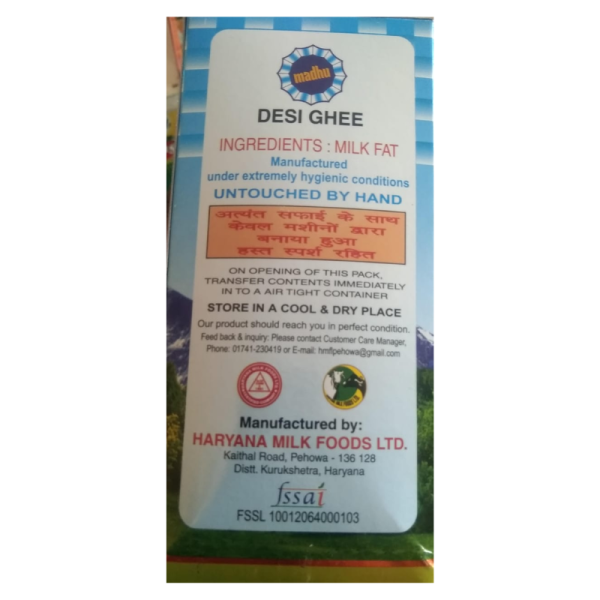 madhu
DESI GHEE
INGREDIENTS : MILK FAT
Manufactured
under extremely hygienic conditions
UNTOUCHED BY HAND
अत्यंत सफाई के साथ
केवल मशीनों द्वारा
बनाया हुआ
हस्त स्पर्श रहित
ON OPENING OF THIS PACK,
TRANSFER CONTENTS IMMEDIATELY
IN TO A AIR TIGHT CONTAINER
STORE IN A COOL & DRY PLACE
Our product should reach you in perfect condition.
Feed back & inquiry: Please contact Customer Care Manager,
Phone: 01741-230419 or E-mail: hmflpehowa@gmail.com
Manufactured by:
HARYANA MILK FOODS LTD.
Kaithal Road, Pehowa - 136 128
Distt. Kurukshetra, Haryana
fssai
FSSL 10012064000103